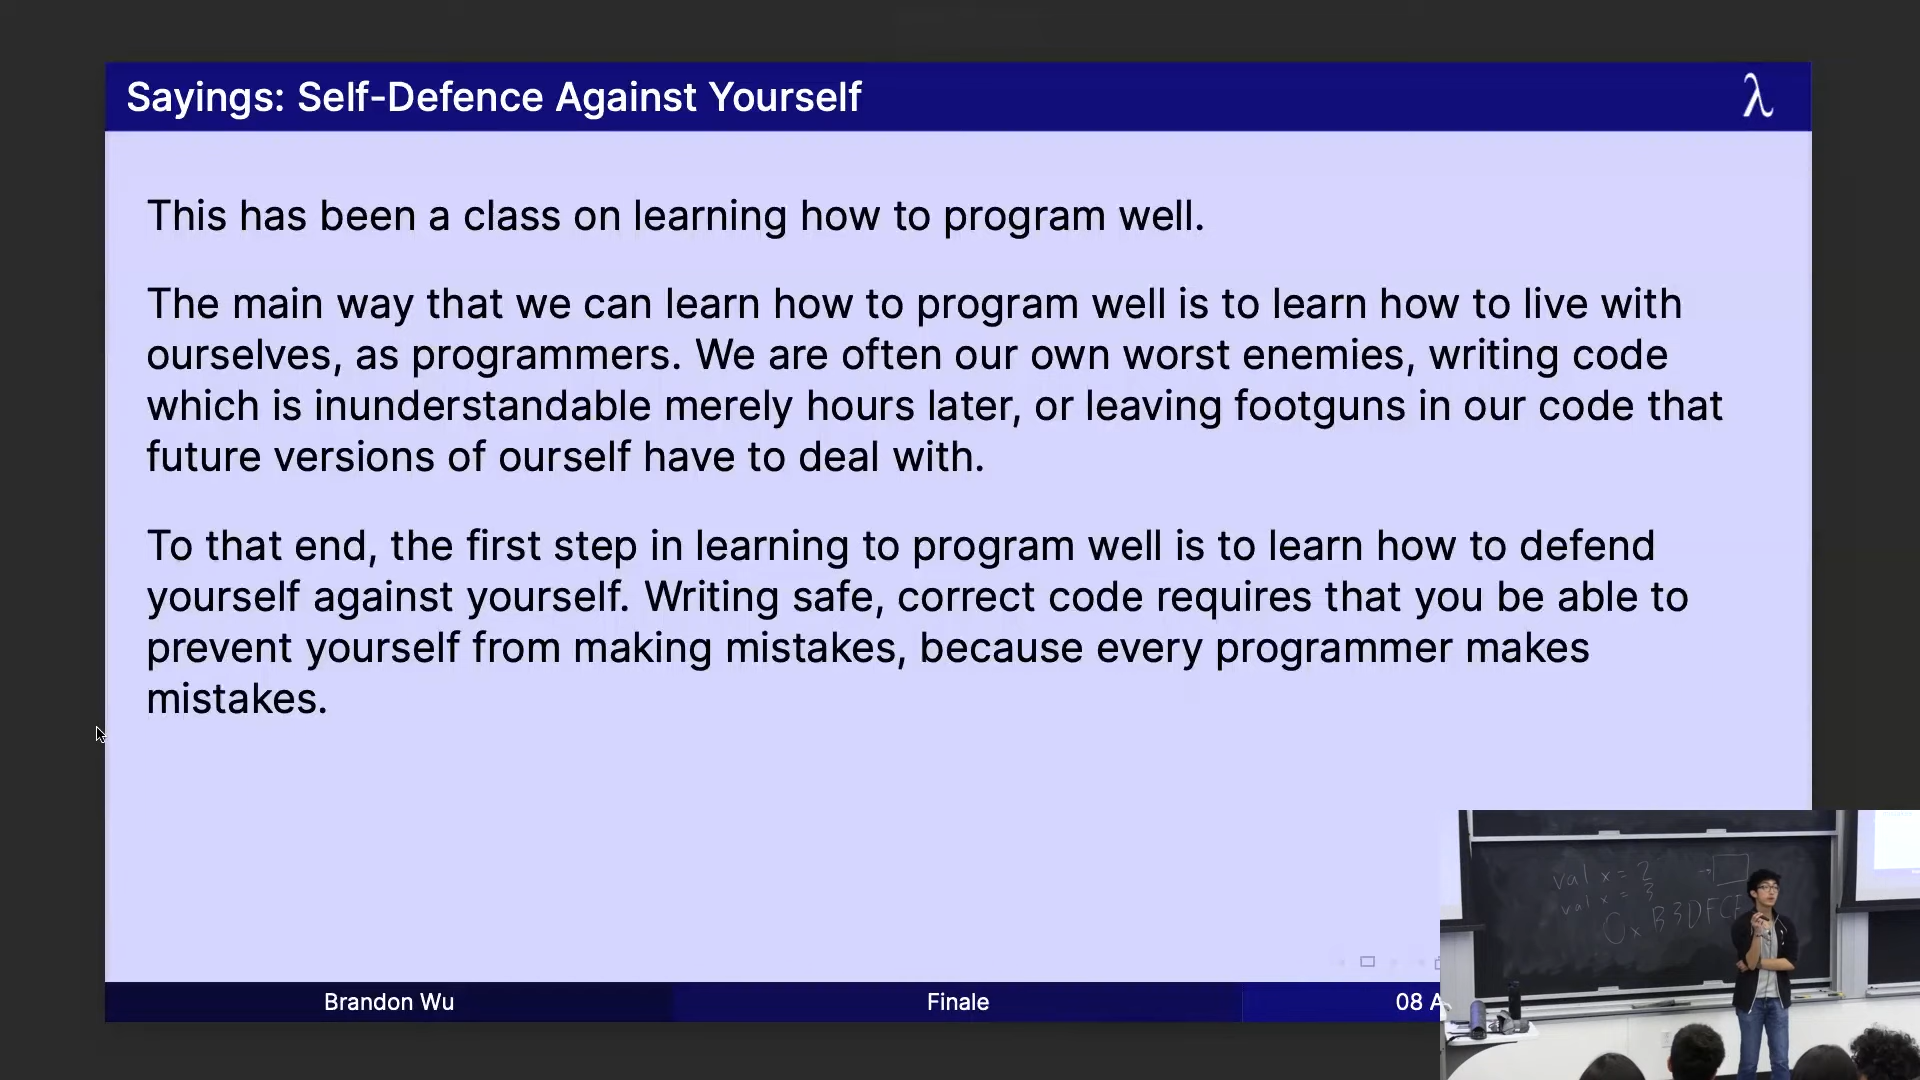 Sayings: Self-Defence Against Yourself
λ
This has been a class on learning how to program well.
The main way that we can learn how to program well is to learn how to live with
ourselves, as programmers. We are often our own worst enemies, writing code
which is inunderstandable merely hours later, or leaving footguns in our code that
future versions of ourself have to deal with.
To that end, the first step in learning to program well is to learn how to defend
yourself against yourself. Writing safe, correct code requires that you be able to
prevent yourself from making mistakes, because every programmer makes
mistakes.
val x = 2
val x = 3
Brandon Wu
Finale
08 A